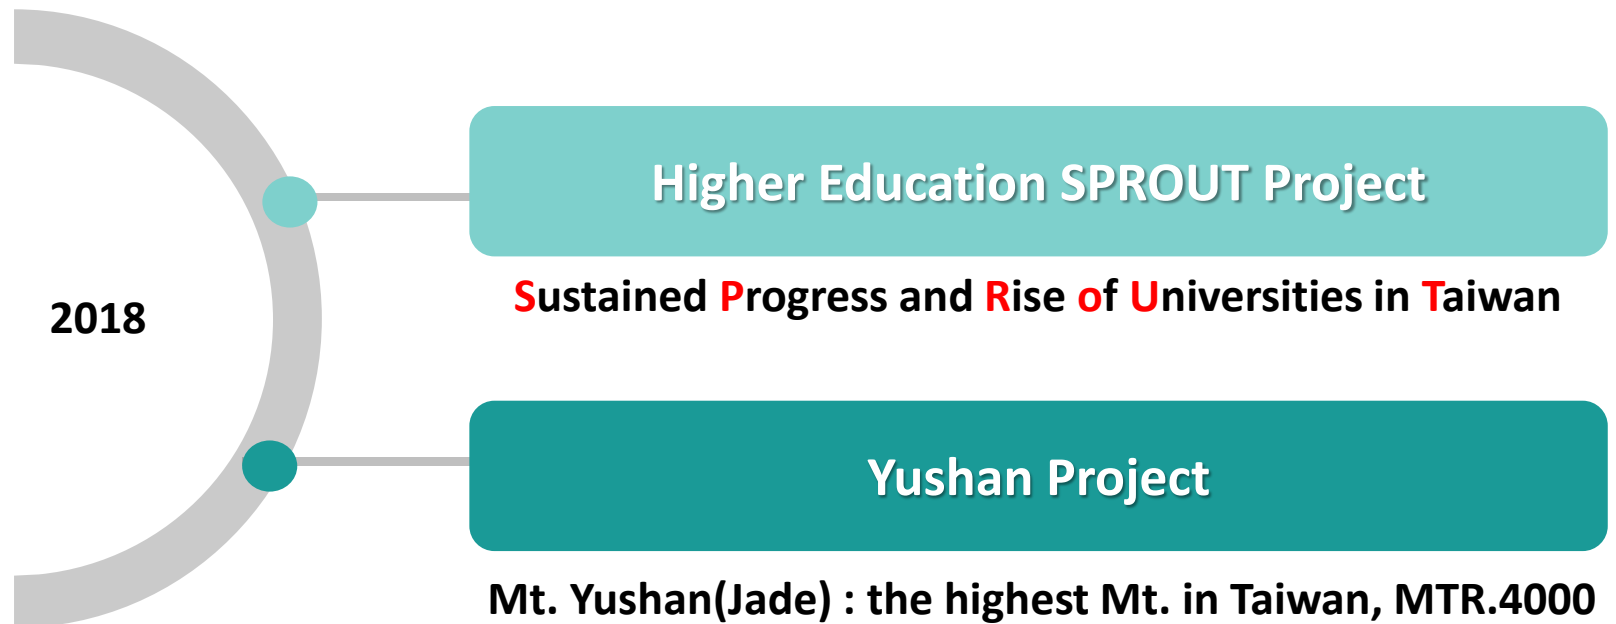 2018
Higher Education SPROUT Project
Sustained Progress and Rise of Universities in Taiwan
Yushan Project
Mt. Yushan(Jade) : the highest Mt. in Taiwan, MTR.4000